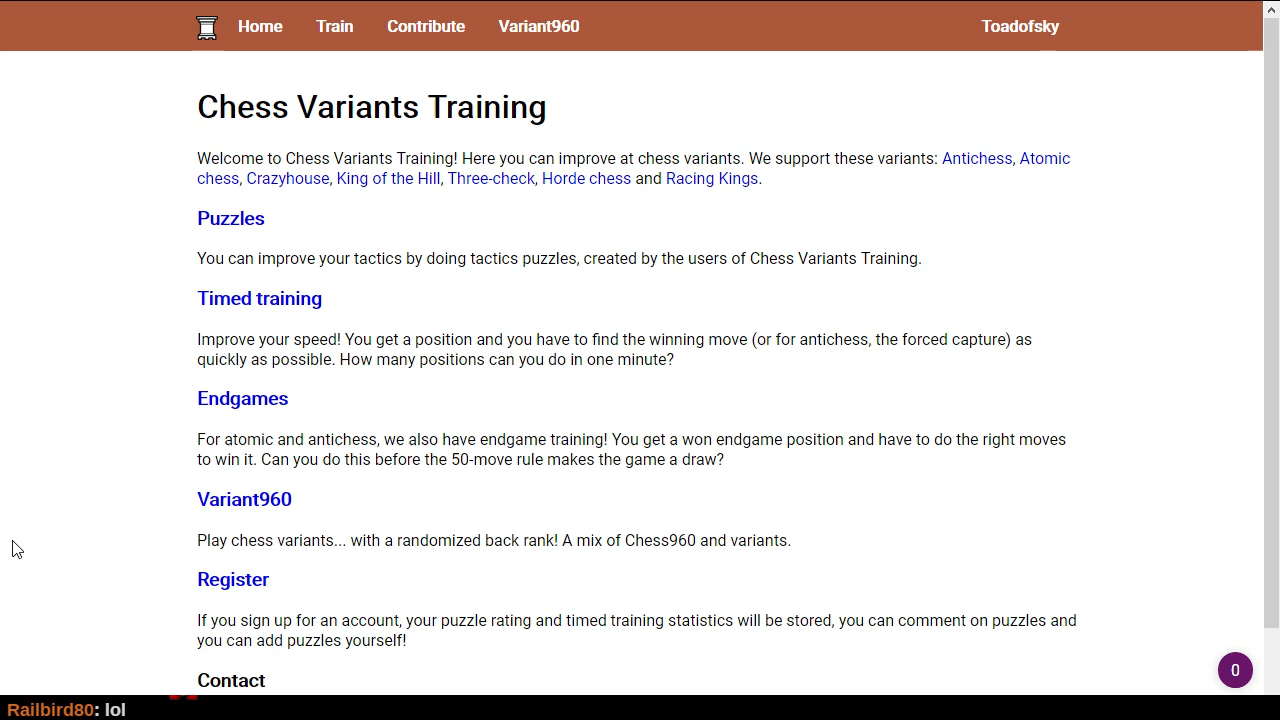 Home Train Contribute Variant960 Toadofsky
Chess Variants Training
Welcome to Chess Variants Training! Here you can improve at chess variants. We support these variants: Antichess, Atomic
chess, Crazyhouse, King of the Hill, Three-check, Horde chess and Racing Kings.
Puzzles
You can improve your tactics by doing tactics puzzles, created by the users of Chess Variants Training.
Timed training
Improve your speed! You get a position and you have to find the winning move (or for antichess, the forced capture) as
quickly as possible. How many positions can you do in one minute?
Endgames
For atomic and antichess, we also have endgame training! You get a won endgame position and have to do the right moves
to win it. Can you do this before the 50-move rule makes the game a draw?
Variant960
Play chess variants... with a randomized back rank! A mix of Chess960 and variants.
Register
If you sign up for an account, your puzzle rating and timed training statistics will be stored, you can comment on puzzles and
you can add puzzles yourself!
0
Contact
Railbird80: lol